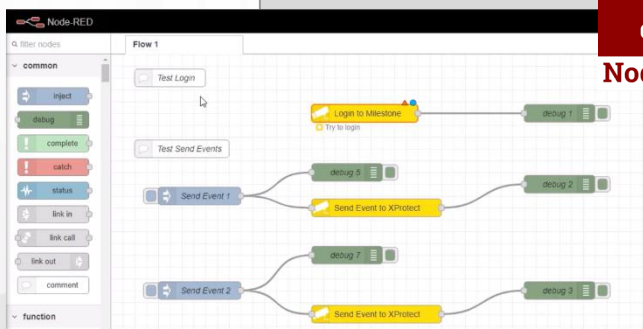 Node-RED
filter nodes
Flow 1
common
inject
debug
complete
catch
status
link in
link call
link out
comment
function
Test Login
Login to Milestone
Try to login
debug 1
Test Send Events
debug 5
Send Event 1
Send Event to XProtect
debug 2
debug 7
Send Event 2
Send Event to XProtect
debug 3